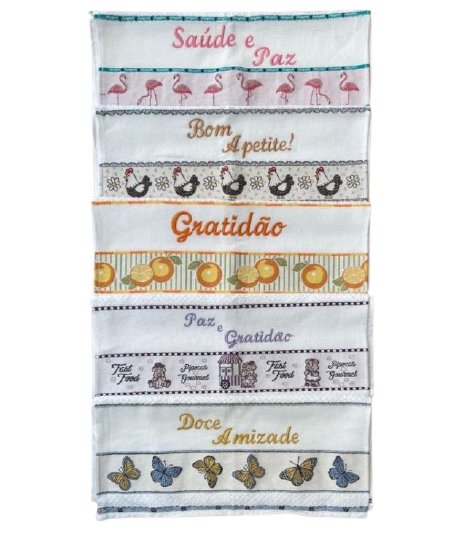 Saúde e
Paz
Bom
Apetite!
Gratidão
Paz
e
Gratidão
Fast
Food
Pipocas
Gourmet
Fast
Food
Pipocas
Gourmet
Doce
Amizade